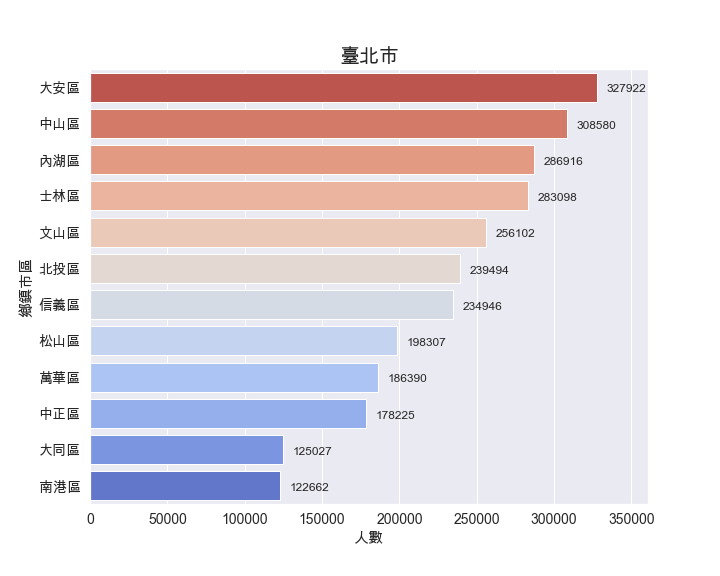 臺北市
鄉鎮市區
大安區 327922
中山區 308580
內湖區 286916
士林區 283098
文山區 256102
北投區 239494
信義區 234946
松山區 198307
萬華區 186390
中正區 178225
大同區 125027
南港區 122662
0 50000 100000 150000 200000 250000 300000 350000
人數